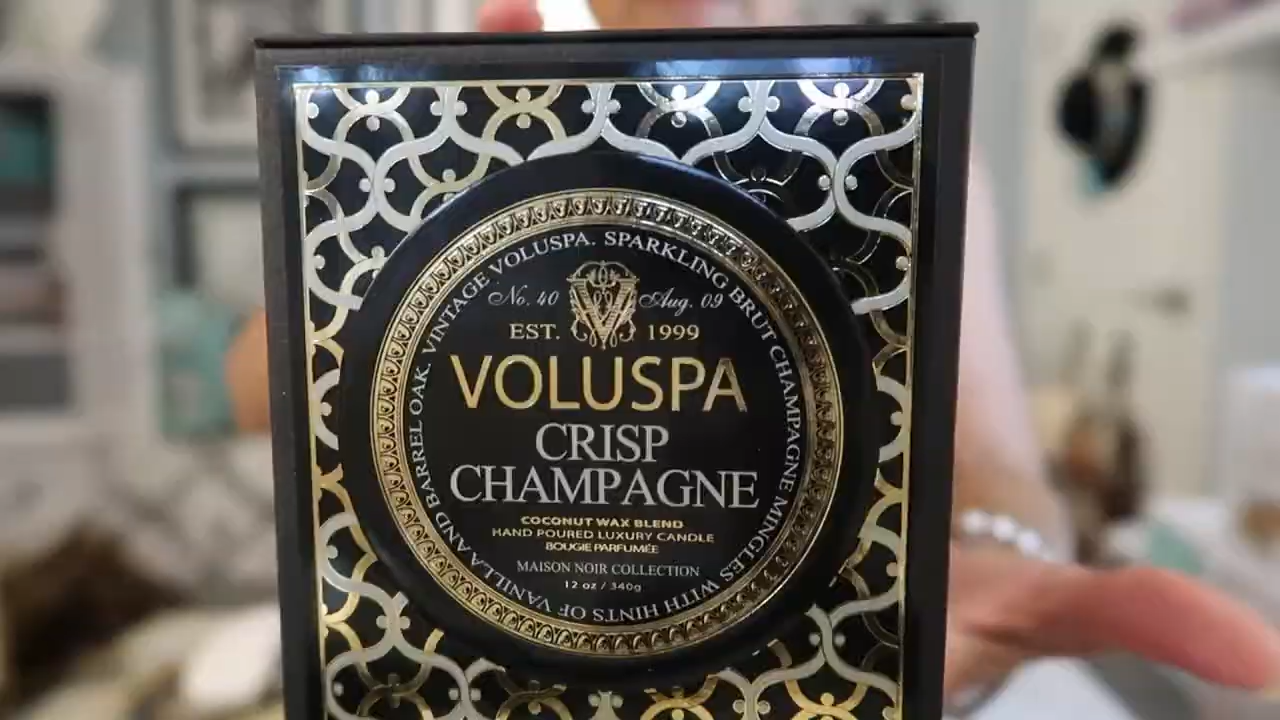 VINTAGE VOLUSPA. SPARKLING BRUT CHAMPAGNE MINGLES WITH HINTS OF VANILLA AND BARREL OAK.
No. 40 Aug. 09
EST. 1999
VOLUSPA
CRISP
CHAMPAGNE
COCONUT WAX BLEND
HAND POURED LUXURY CANDLE
BOUGIE PARFUMÉE
MAISON NOIR COLLECTION
12 oz / 340g